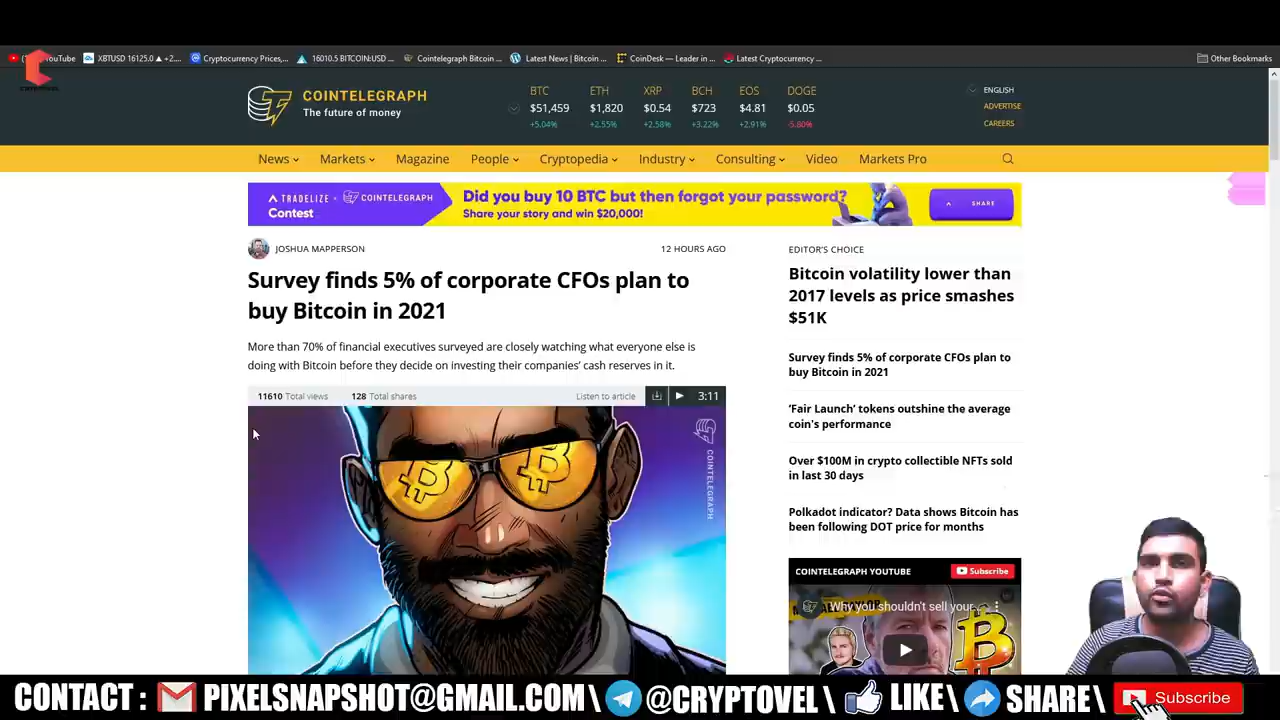 YouTube
XBTUSD 16125.0 ▲ +2....
Cryptocurrency Prices,...
16010.5 BITCOIN:USD ...
Cointelegraph Bitcoin ...
Latest News | Bitcoin ...
CoinDesk — Leader in ...
Latest Cryptocurrency ...
Other Bookmarks
CRYPTOVEL
COINTELEGRAPH
The future of money
BTC ETH XRP BCH EOS DOGE
$51,459 $1,820 $0.54 $723 $4.81 $0.05
+5.04% +2.55% +2.58% +3.22% +2.91% -5.80%
ENGLISH
ADVERTISE
CAREERS
News Markets Magazine People Cryptopedia Industry Consulting Video Markets Pro
TRADELIZE × COINTELEGRAPH
Contest
Did you buy 10 BTC but then forgot your password?
Share your story and win $20,000!
SHARE
JOSHUA MAPPERSON
12 HOURS AGO
Survey finds 5% of corporate CFOs plan to
buy Bitcoin in 2021
More than 70% of financial executives surveyed are closely watching what everyone else is
doing with Bitcoin before they decide on investing their companies’ cash reserves in it.
11610 Total views 128 Total shares Listen to article 3:11
COINTELEGRAPH
EDITOR’S CHOICE
Bitcoin volatility lower than
2017 levels as price smashes
$51K
Survey finds 5% of corporate CFOs plan to
buy Bitcoin in 2021
‘Fair Launch’ tokens outshine the average
coin’s performance
Over $100M in crypto collectible NFTs sold
in last 30 days
Polkadot indicator? Data shows Bitcoin has
been following DOT price for months
COINTELEGRAPH YOUTUBE
Subscribe
Why you shouldn't sell your...
CONTACT : PIXELSNAPSHOT@GMAIL.COM \ @CRYPTOVEL \ LIKE\ SHARE\ Subscribe